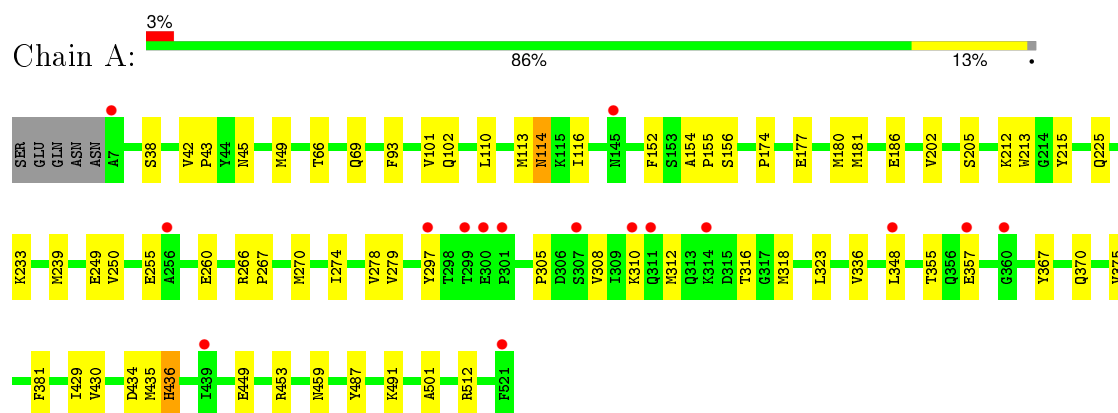 3%
Chain A:
86%
13%
•
SER GLU GLN ASN ASN A7 S38 V42 P43 Y44 N45 M49 T66 Q69 F93 V101 Q102 L110 M113 N114 K115 I116 N145 F152 S153 A154 P155 S156 P174 E177 M180 M181 E186 V202 S205 K212 W213 G214 Y215 Q225
K233 M239 E249 V250 E255 A256 E260 R266 P267 M270 I274 V278 V279 Y297 T298 T299 E300 P301 P305 D306 S307 V308 I309 K310 Q311 M312 Q313 K314 D315 T316 G317 M318 L323 V336 L348 T355 Q356 E357 G360 Y367 Q370
F381 I429 V430 D434 M435 H436 I439 E449 R453 N459 Y487 K491 A501 R512 F521